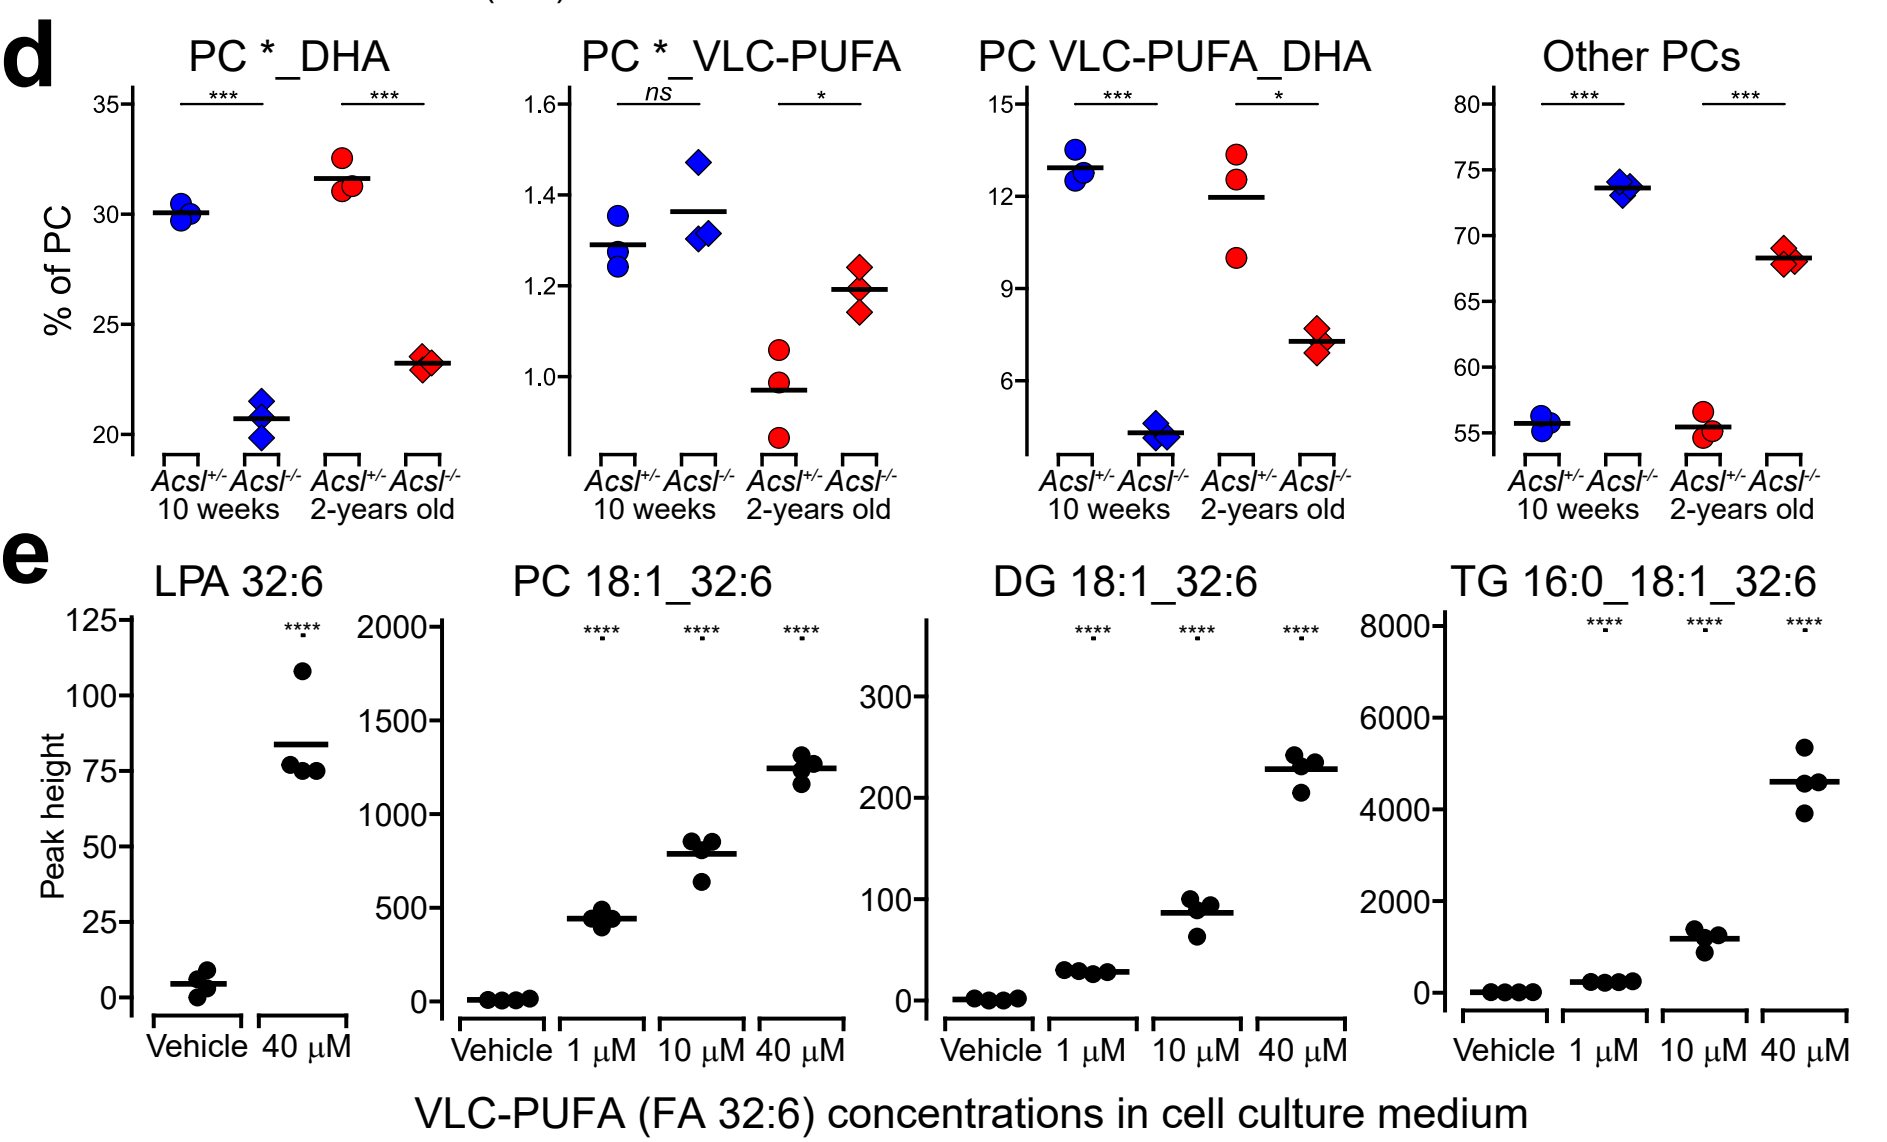 d
PC *_DHA
PC *_VLC-PUFA
PC VLC-PUFA_DHA
Other PCs
% of PC
35
30
25
20
*** ***
Acsl+/- Acsl-/- Acsl+/- Acsl-/-
10 weeks 2-years old
1.6
1.4
1.2
1.0
ns *
Acsl+/- Acsl-/- Acsl+/- Acsl-/-
10 weeks 2-years old
15
12
9
6
*** *
Acsl+/- Acsl-/- Acsl+/- Acsl-/-
10 weeks 2-years old
80
75
70
65
60
55
*** ***
Acsl+/- Acsl-/- Acsl+/- Acsl-/-
10 weeks 2-years old
e
LPA 32:6
PC 18:1_32:6
DG 18:1_32:6
TG 16:0_18:1_32:6
Peak height
125
100
75
50
25
0
****
Vehicle 40 μM
2000
1500
1000
500
0
**** **** ****
Vehicle 1 μM 10 μM 40 μM
300
200
100
0
**** **** ****
Vehicle 1 μM 10 μM 40 μM
8000
6000
4000
2000
0
**** **** ****
Vehicle 1 μM 10 μM 40 μM
VLC-PUFA (FA 32:6) concentrations in cell culture medium